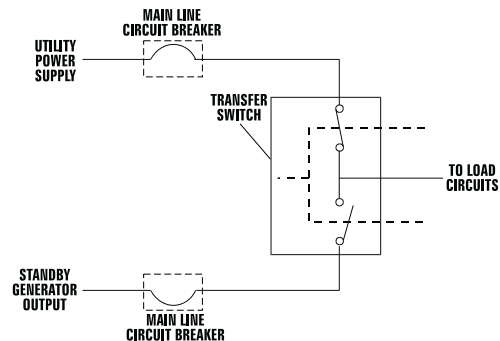 MAIN LINE
CIRCUIT BREAKER
UTILITY
POWER
SUPPLY
TRANSFER
SWITCH
TO LOAD
CIRCUITS
STANDBY
GENERATOR
OUTPUT
MAIN LINE
CIRCUIT BREAKER